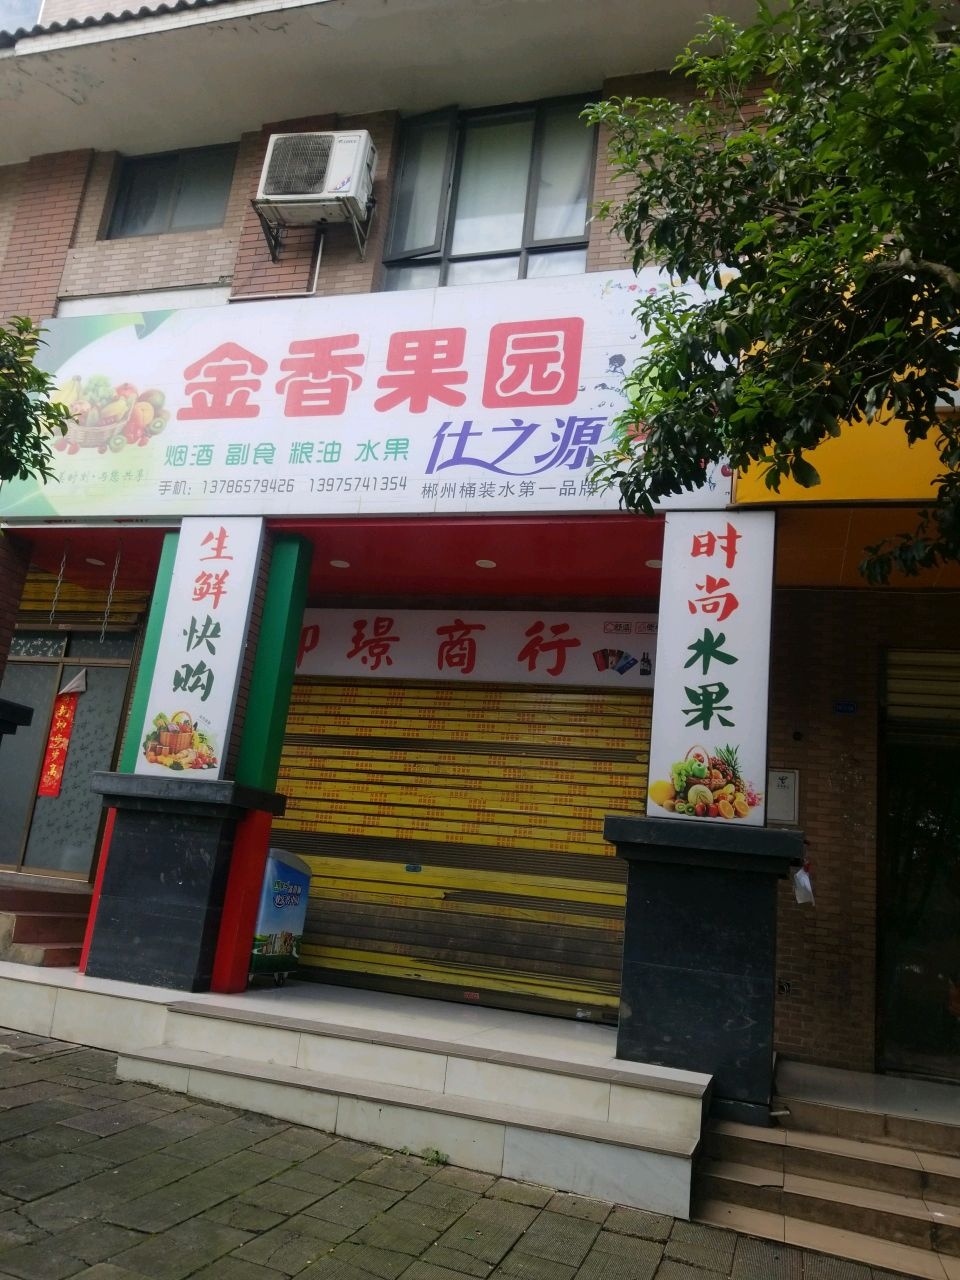 金香果园
烟酒 副食 粮油 水果
仕之源
手机: 13786579426 13975741354
郴州桶装水第一品牌
生鲜快购
时尚水果
璟商行